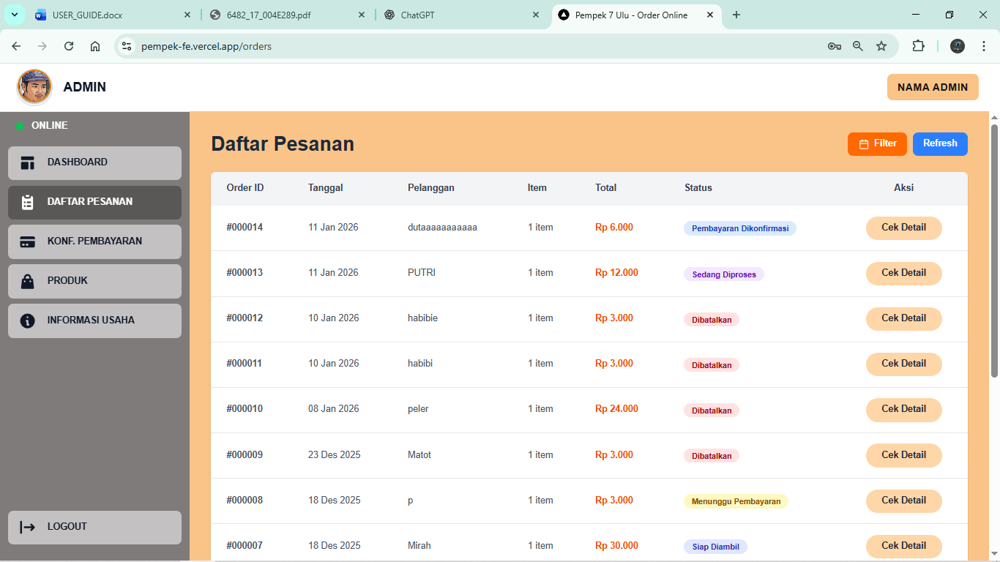 USER_GUIDE.docx
6482_17_004E289.pdf
ChatGPT
Pempek 7 Ulu - Order Online
pempek-fe.vercel.app/orders
ADMIN
NAMA ADMIN
ONLINE
DASHBOARD
DAFTAR PESANAN
KONF. PEMBAYARAN
PRODUK
INFORMASI USAHA
LOGOUT
Daftar Pesanan
Filter
Refresh
Order ID Tanggal Pelanggan Item Total Status Aksi
#000014 11 Jan 2026 dutaaaaaaaaaaa 1 item Rp 6.000 Pembayaran Dikonfirmasi Cek Detail
#000013 11 Jan 2026 PUTRI 1 item Rp 12.000 Sedang Diproses Cek Detail
#000012 10 Jan 2026 habibie 1 item Rp 3.000 Dibatalkan Cek Detail
#000011 10 Jan 2026 habibi 1 item Rp 3.000 Dibatalkan Cek Detail
#000010 08 Jan 2026 peler 1 item Rp 24.000 Dibatalkan Cek Detail
#000009 23 Des 2025 Matot 1 item Rp 3.000 Dibatalkan Cek Detail
#000008 18 Des 2025 p 1 item Rp 3.000 Menunggu Pembayaran Cek Detail
#000007 18 Des 2025 Mirah 1 item Rp 30.000 Siap Diambil Cek Detail